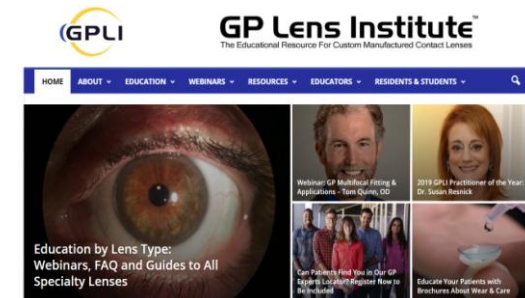 GPLI
GP Lens Institute™
The Educational Resource For Custom Manufactured Contact Lenses
HOME ABOUT EDUCATION WEBINARS RESOURCES EDUCATORS RESIDENTS & STUDENTS
Education by Lens Type:
Webinars, FAQ and Guides to All
Specialty Lenses
Webinar: GP Multifocal Fitting &
Applications – Tom Quinn, OD
2019 GPLI Practitioner of the Year:
Dr. Susan Resnick
Can Patients Find You in Our GP
Experts Locator? Register Now to
Be Included
Educate Your Patients with
Brochures About Wear & Care